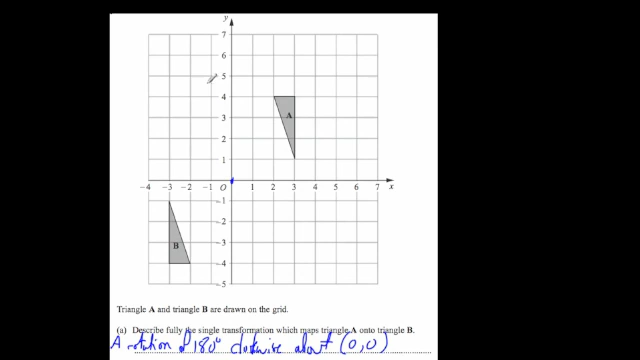 y
7
6
5
4
A
3
2
1
−4 −3 −2 −1 O 1 2 3 4 5 6 7 x
−1
−2
B −3
−4
−5
Triangle A and triangle B are drawn on the grid.
(a) Describe fully the single transformation which maps triangle A onto triangle B.
A rotation of 180° clockwise about (0,0)